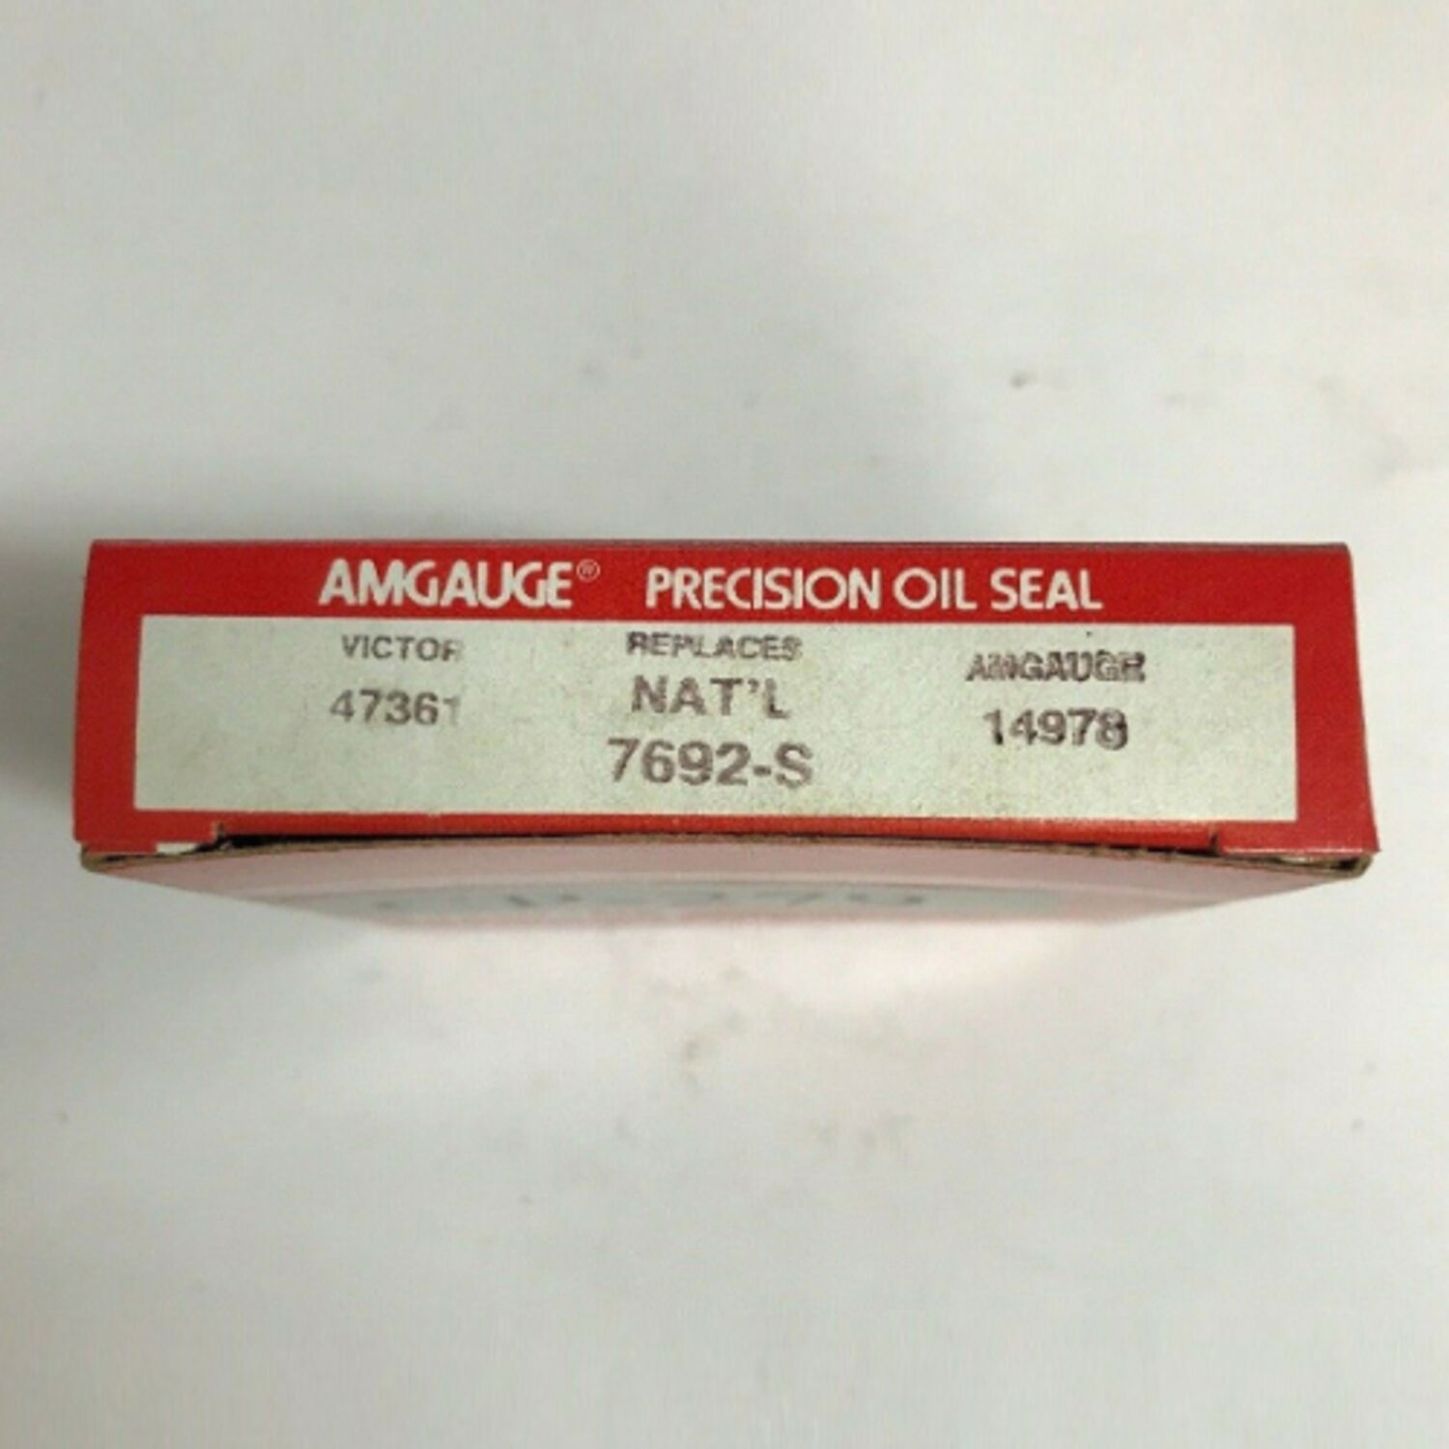 AMGAUGE® PRECISION OIL SEAL
VICTOR
47361
REPLACES
NAT'L
7692-S
AMGAUGE
14978